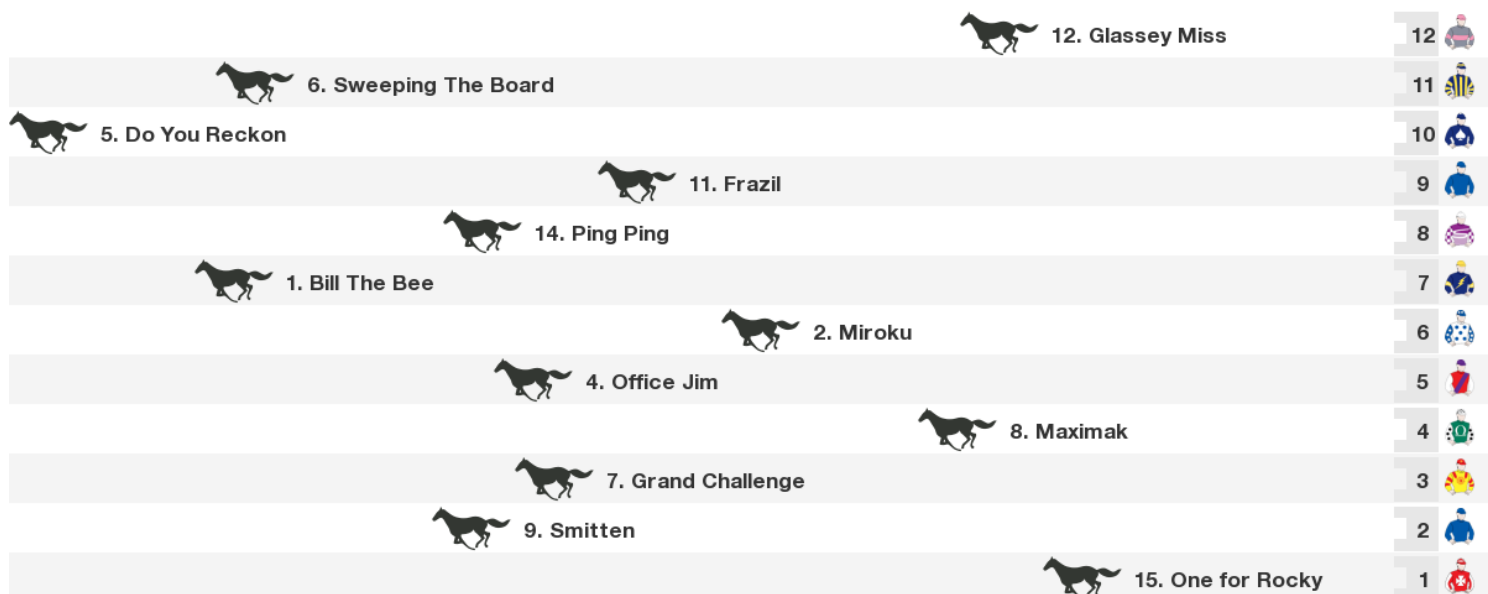 12. Glassey Miss 12
6. Sweeping The Board 11
5. Do You Reckon 10
11. Frazil 9
14. Ping Ping 8
1. Bill The Bee 7
2. Miroku 6
4. Office Jim 5
8. Maximak 4
7. Grand Challenge 3
9. Smitten 2
15. One for Rocky 1